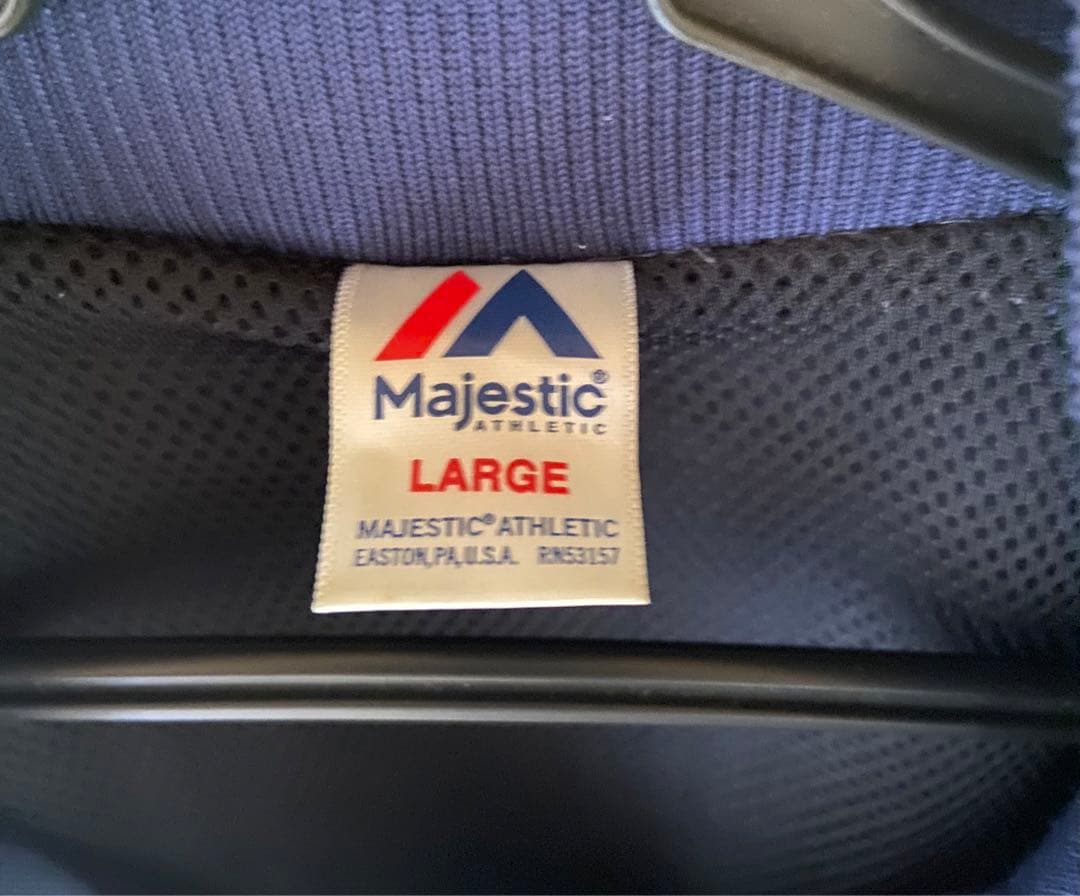 Majestic®
ATHLETIC
LARGE
MAJESTIC® ATHLETIC
EASTON, PA, U.S.A. RN53157